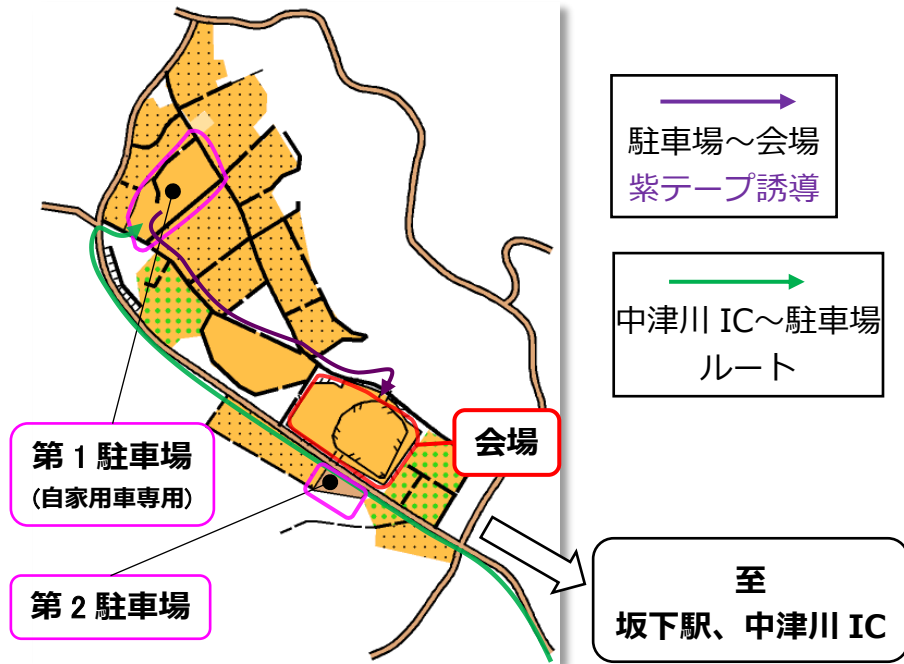 駐車場~会場
紫テープ誘導
中津川 IC~駐車場
ルート
第1駐車場
(自家用車専用)
会場
第2駐車場
至
坂下駅、中津川 IC